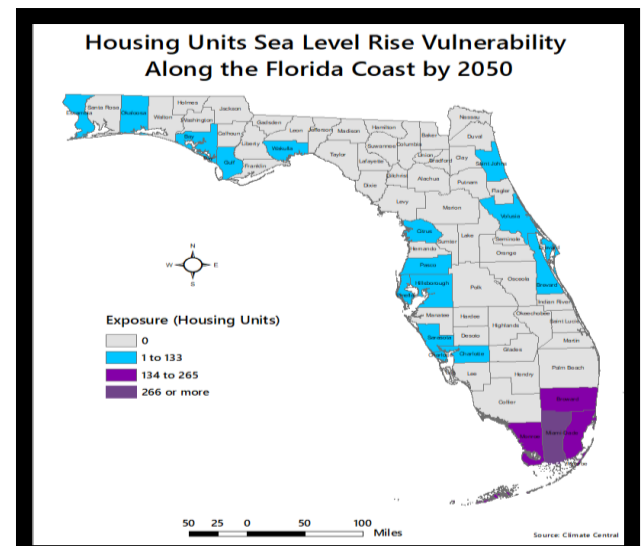 Housing Units Sea Level Rise Vulnerability
Along the Florida Coast by 2050
Escambia
Santa Rosa
Okaloosa
Walton
Holmes
Washington
Jackson
Bay
Calhoun
Gulf
Liberty
Gadsden
Franklin
Leon
Wakulla
Jefferson
Madison
Taylor
Hamilton
Suwannee
Lafayette
Dixie
Columbia
Baker
Union
Bradford
Nassau
Duval
Clay
Saint Johns
Gilchrist
Alachua
Putnam
Flagler
Levy
Marion
Volusia
Citrus
Sumter
Lake
Hernando
Seminole
Orange
Pasco
Brevard
Hillsborough
Polk
Osceola
Indian River
Manatee
Hardee
Highlands
Okeechobee
Saint Lucie
Sarasota
Desoto
Martin
Charlotte
Glades
Lee
Hendry
Palm Beach
Collier
Broward
Miami-Dade
Monroe
N
W
E
S
Exposure (Housing Units)
0
1 to 133
134 to 265
266 or more
50 25 0 50 100
Miles
Source: Climate Central